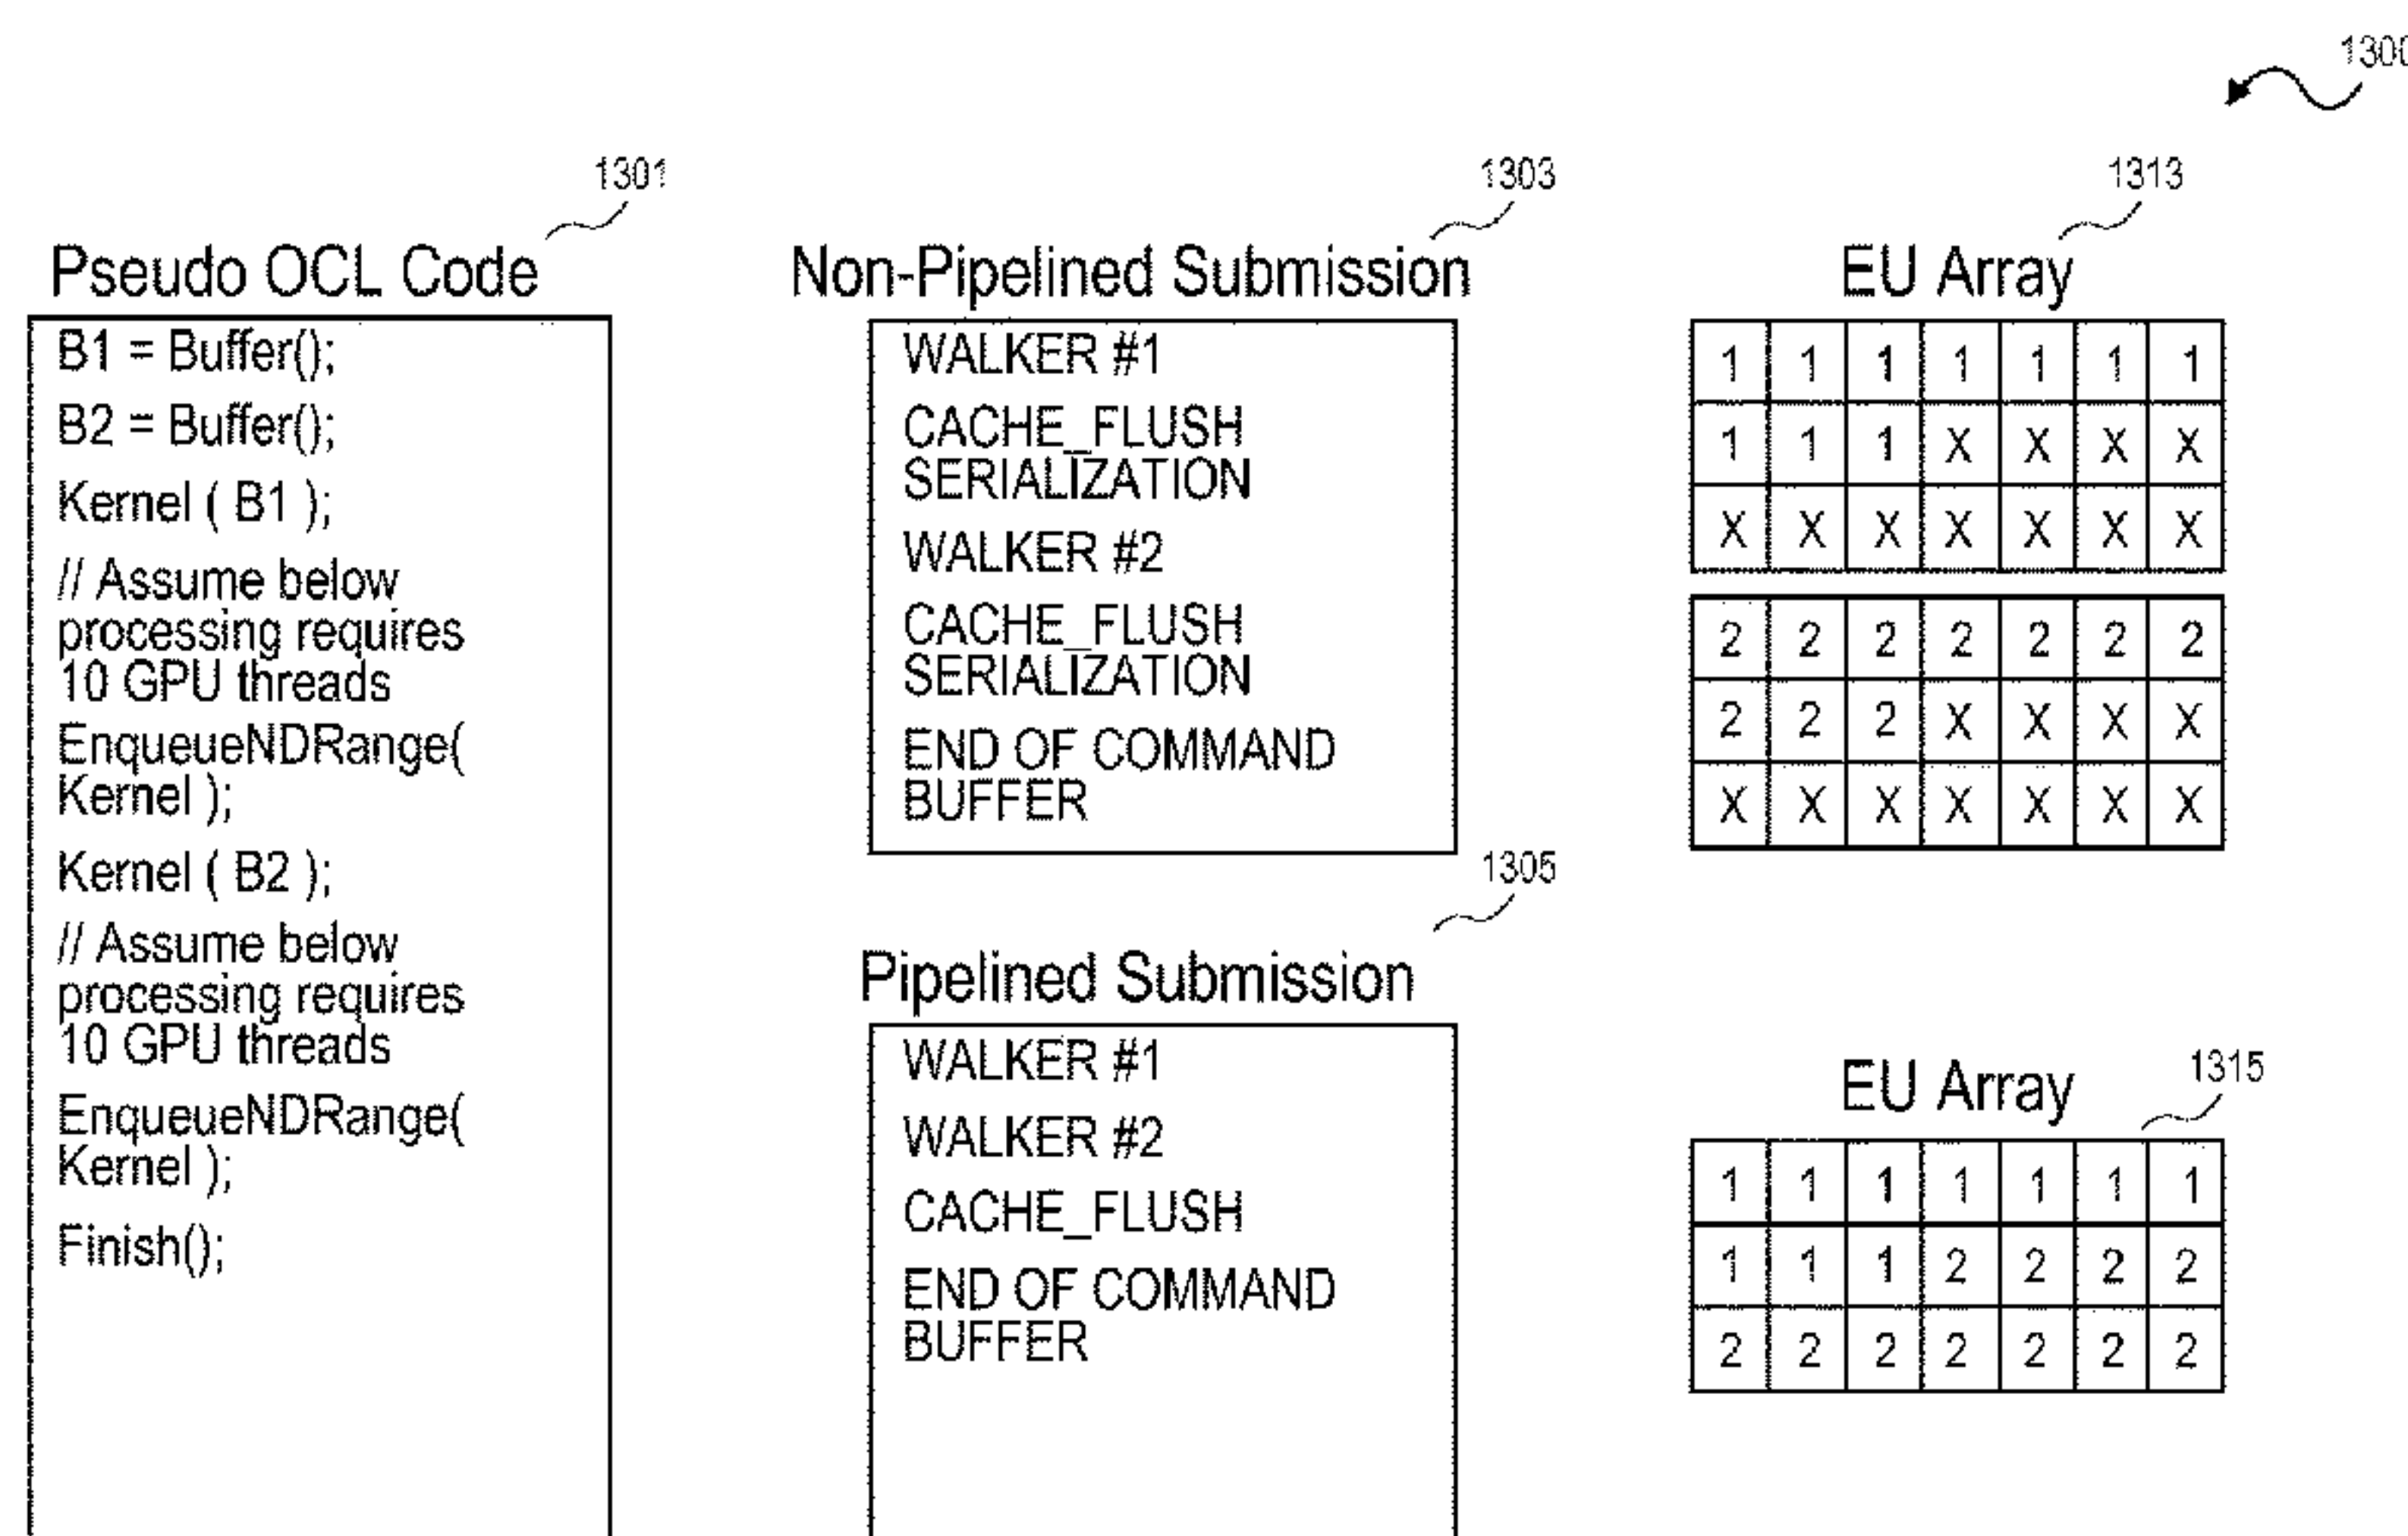 1300
1301
Pseudo OCL Code
B1 = Buffer();
B2 = Buffer();
Kernel ( B1 );
// Assume below
processing requires
10 GPU threads
EnqueueNDRange(
Kernel );
Kernel ( B2 );
// Assume below
processing requires
10 GPU threads
EnqueueNDRange(
Kernel );
Finish();
1303
Non-Pipelined Submission
WALKER #1
CACHE_FLUSH
SERIALIZATION
WALKER #2
CACHE_FLUSH
SERIALIZATION
END OF COMMAND
BUFFER
1313
EU Array
1 1 1 1 1 1 1
1 1 1 X X X X
X X X X X X X
2 2 2 2 2 2 2
2 2 2 X X X X
X X X X X X X
1305
Pipelined Submission
WALKER #1
WALKER #2
CACHE_FLUSH
END OF COMMAND
BUFFER
1315
EU Array
1 1 1 1 1 1 1
1 1 1 2 2 2 2
2 2 2 2 2 2 2